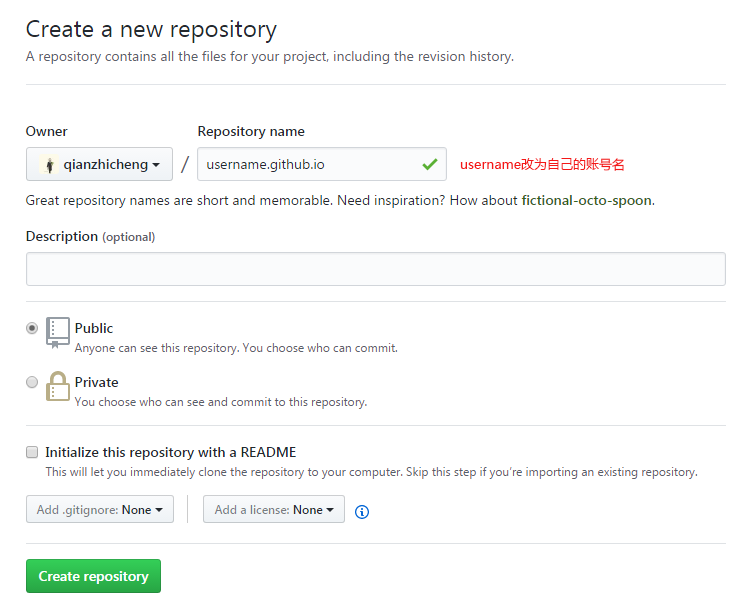 Create a new repository
A repository contains all the files for your project, including the revision history.
Owner
Repository name
qianzhicheng
/
username.github.io
username改为自己的账号名
Great repository names are short and memorable. Need inspiration? How about fictional-octo-spoon.
Description (optional)
Public
Anyone can see this repository. You choose who can commit.
Private
You choose who can see and commit to this repository.
Initialize this repository with a README
This will let you immediately clone the repository to your computer. Skip this step if you’re importing an existing repository.
Add .gitignore: None
Add a license: None
Create repository